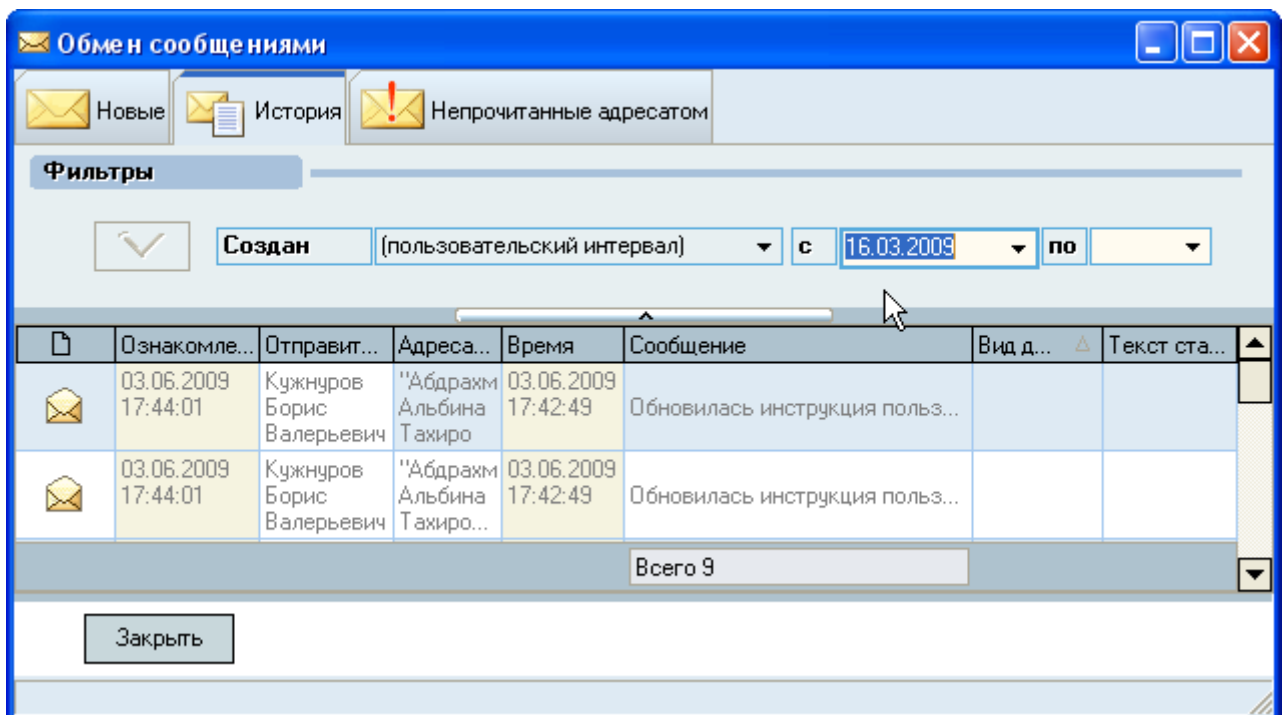 Обмен сообщениями
Новые История Непрочитанные адресатом
Фильтры
Создан (пользовательский интервал) с 16.03.2009 по
Ознакомле... Отправит... Адреса... Время Сообщение Вид д... Текст ста...
03.06.2009 Кужнуров "Абдрахм 03.06.2009
17:44:01 Борис Альбина 17:42:49 Обновилась инструкция польз...
Валерьевич Тахиро
03.06.2009 Кужнуров "Абдрахм 03.06.2009
17:44:01 Борис Альбина 17:42:49 Обновилась инструкция польз...
Валерьевич Тахиро...
Всего 9
Закрыть